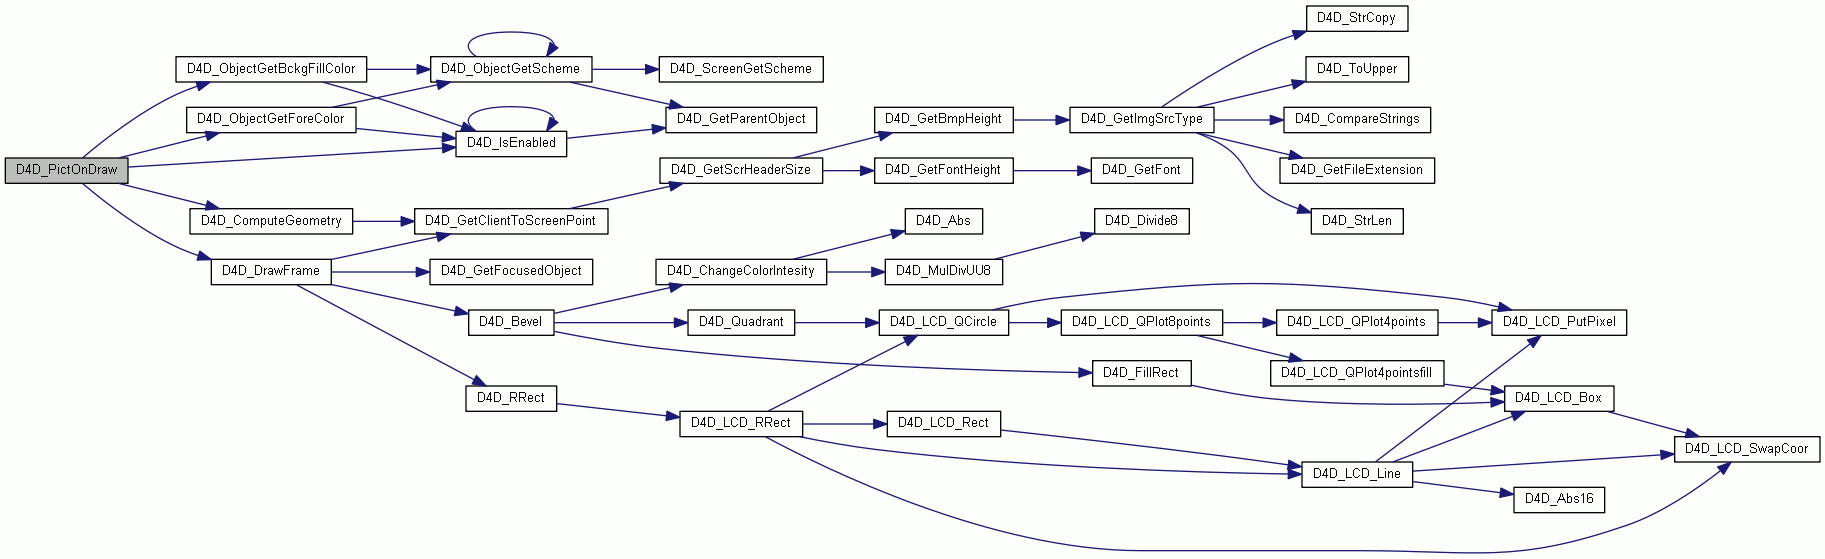 D4D_PictOnDraw
D4D_ObjectGetBckgFillColor
D4D_ObjectGetForeColor
D4D_ComputeGeometry
D4D_DrawFrame
D4D_ObjectGetScheme
D4D_IsEnabled
D4D_GetClientToScreenPoint
D4D_GetFocusedObject
D4D_Bevel
D4D_RRect
D4D_ScreenGetScheme
D4D_GetParentObject
D4D_GetScrHeaderSize
D4D_ChangeColorIntesity
D4D_Quadrant
D4D_LCD_RRect
D4D_GetBmpHeight
D4D_GetFontHeight
D4D_Abs
D4D_MulDivUU8
D4D_LCD_QCircle
D4D_LCD_Rect
D4D_GetImgSrcType
D4D_GetFont
D4D_Divide8
D4D_LCD_QPlot8points
D4D_FillRect
D4D_StrCopy
D4D_ToUpper
D4D_CompareStrings
D4D_GetFileExtension
D4D_StrLen
D4D_LCD_QPlot4points
D4D_LCD_QPlot4pointsfill
D4D_LCD_Line
D4D_LCD_PutPixel
D4D_LCD_Box
D4D_Abs16
D4D_LCD_SwapCoor